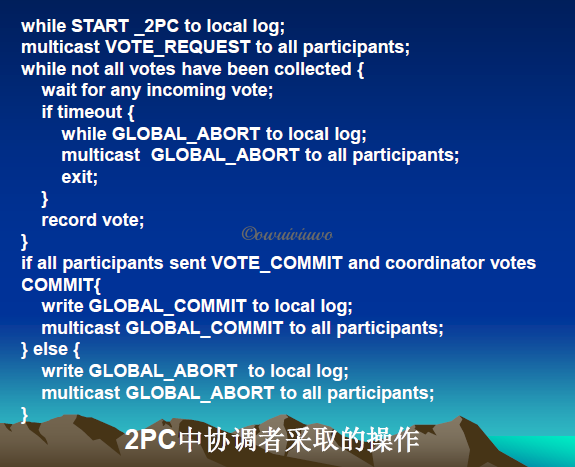 while START _2PC to local log;
multicast VOTE_REQUEST to all participants;
while not all votes have been collected {
wait for any incoming vote;
if timeout {
while GLOBAL_ABORT to local log;
multicast  GLOBAL_ABORT to all participants;
exit;
}
record vote;
©owuiviuwo
}
if all participants sent VOTE_COMMIT and coordinator votes
COMMIT{
write GLOBAL_COMMIT to local log;
multicast GLOBAL_COMMIT to all participants;
} else {
write GLOBAL_ABORT  to local log;
multicast GLOBAL_ABORT to all participants;
}
2PC中协调者采取的操作